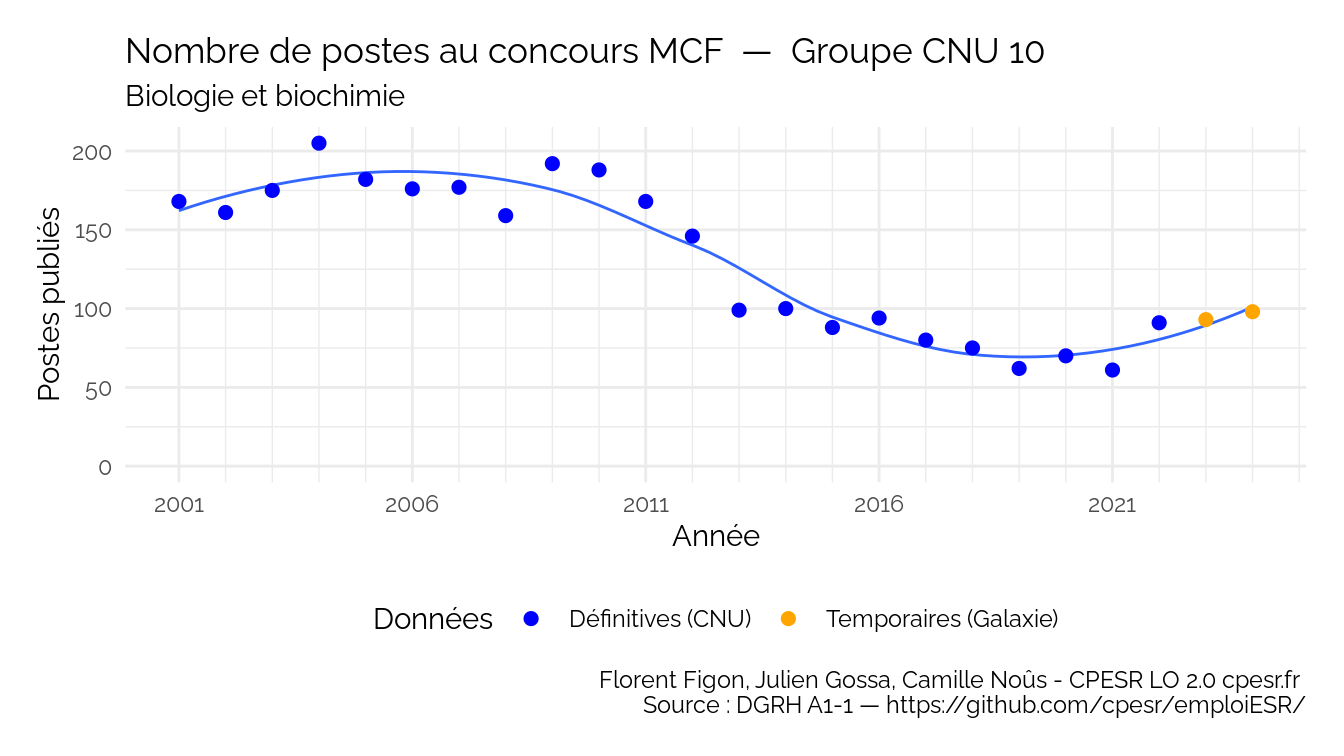 Nombre de postes au concours MCF — Groupe CNU 10
Biologie et biochimie
Postes publiés
200
150
100
50
0
2001 2006 2011 2016 2021
Année
Données Définitives (CNU) Temporaires (Galaxie)
Florent Figon, Julien Gossa, Camille Noûs - CPESR LO 2.0 cpesr.fr
Source : DGRH A1-1 — https://github.com/cpesr/emploiESR/